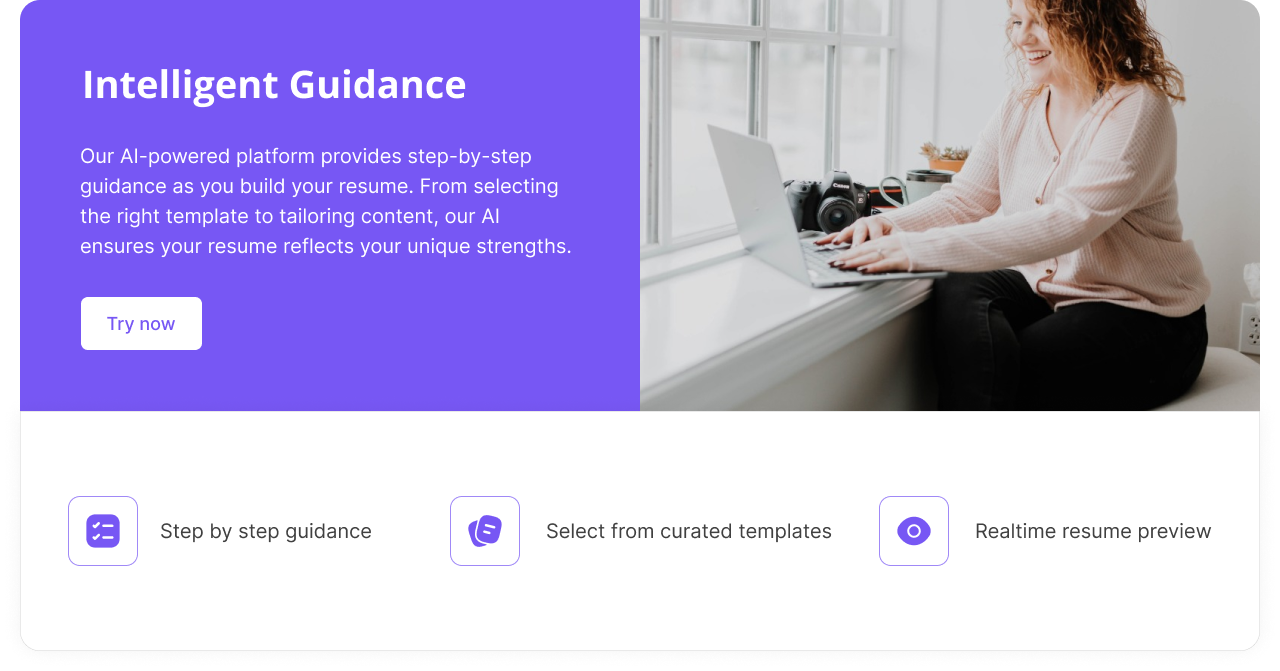 Intelligent Guidance
Our AI-powered platform provides step-by-step
guidance as you build your resume. From selecting
the right template to tailoring content, our AI
ensures your resume reflects your unique strengths.
Try now
Canon
Step by step guidance
Select from curated templates
Realtime resume preview